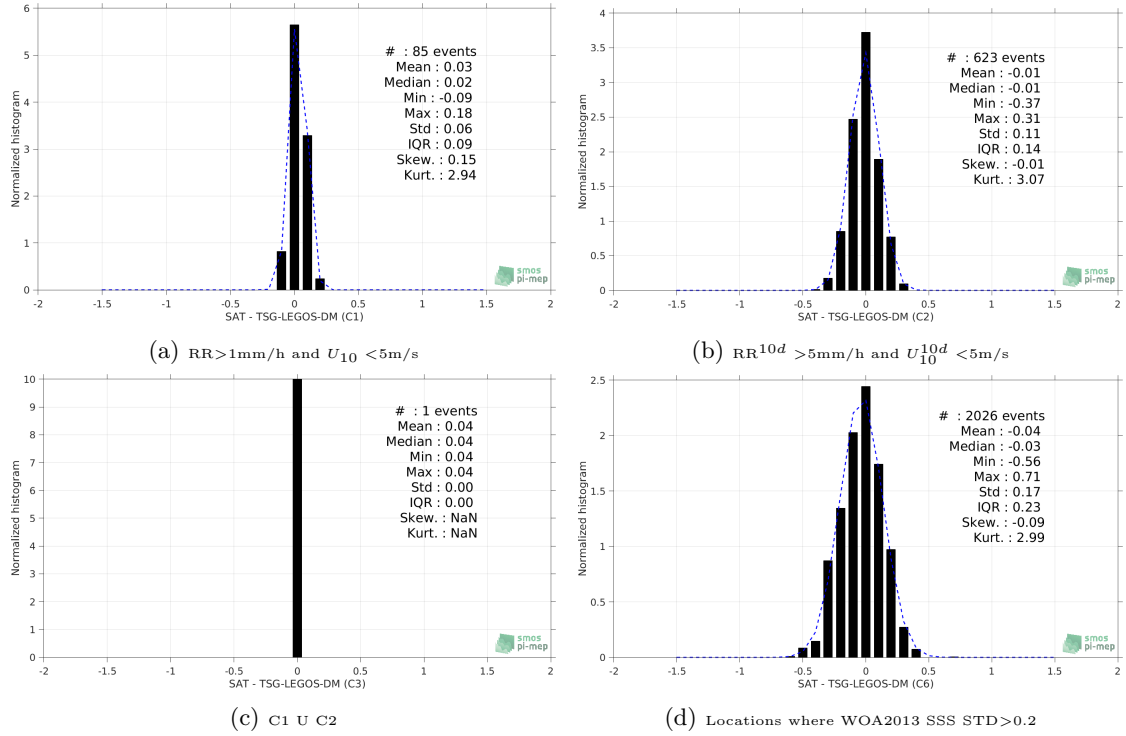 6
5
4
3
2
1
0
Normalized histogram
# : 85 events
Mean : 0.03
Median : 0.02
Min : -0.09
Max : 0.18
Std : 0.06
IQR : 0.09
Skew. : 0.15
Kurt. : 2.94
smos
pi-mep
-2 -1.5 -1 -0.5 0 0.5 1 1.5 2
SAT - TSG-LEGOS-DM (C1)
(a) RR>1mm/h and U10 <5m/s
4
3.5
3
2.5
2
1.5
1
0.5
0
Normalized histogram
# : 623 events
Mean : -0.01
Median : -0.01
Min : -0.37
Max : 0.31
Std : 0.11
IQR : 0.14
Skew. : -0.01
Kurt. : 3.07
smos
pi-mep
-2 -1.5 -1 -0.5 0 0.5 1 1.5 2
SAT - TSG-LEGOS-DM (C2)
(b) RR10d >5mm/h and U10d10 <5m/s
10
9
8
7
6
5
4
3
2
1
0
Normalized histogram
# : 1 events
Mean : 0.04
Median : 0.04
Min : 0.04
Max : 0.04
Std : 0.00
IQR : 0.00
Skew. : NaN
Kurt. : NaN
smos
pi-mep
-2 -1.5 -1 -0.5 0 0.5 1 1.5 2
SAT - TSG-LEGOS-DM (C3)
(c) C1 U C2
2.5
2
1.5
1
0.5
0
Normalized histogram
# : 2026 events
Mean : -0.04
Median : -0.03
Min : -0.56
Max : 0.71
Std : 0.17
IQR : 0.23
Skew. : -0.09
Kurt. : 2.99
smos
pi-mep
-2 -1.5 -1 -0.5 0 0.5 1 1.5 2
SAT - TSG-LEGOS-DM (C6)
(d) Locations where WOA2013 SSS STD>0.2